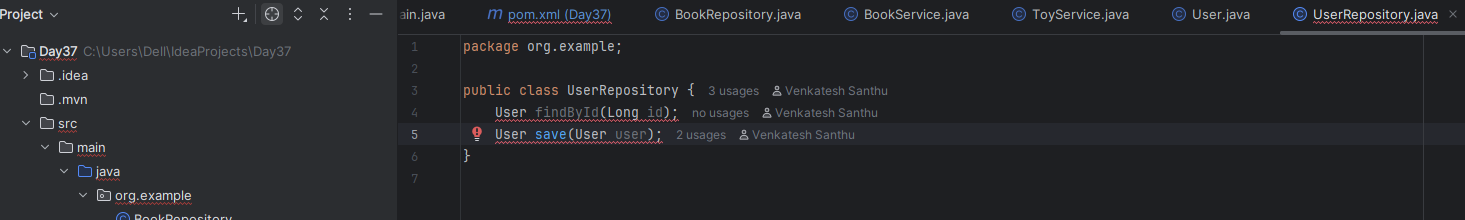 Project
Day37 C:\Users\Dell\IdeaProjects\Day37
.idea
.mvn
src
main
java
org.example
BookRepository
ain.java pom.xml (Day37) BookRepository.java BookService.java ToyService.java User.java UserRepository.java
1 package org.example;
2
3 public class UserRepository { 3 usages Venkatesh Santhu
4 User findById(Long id); no usages Venkatesh Santhu
5 User save(User user); 2 usages Venkatesh Santhu
6 }
7